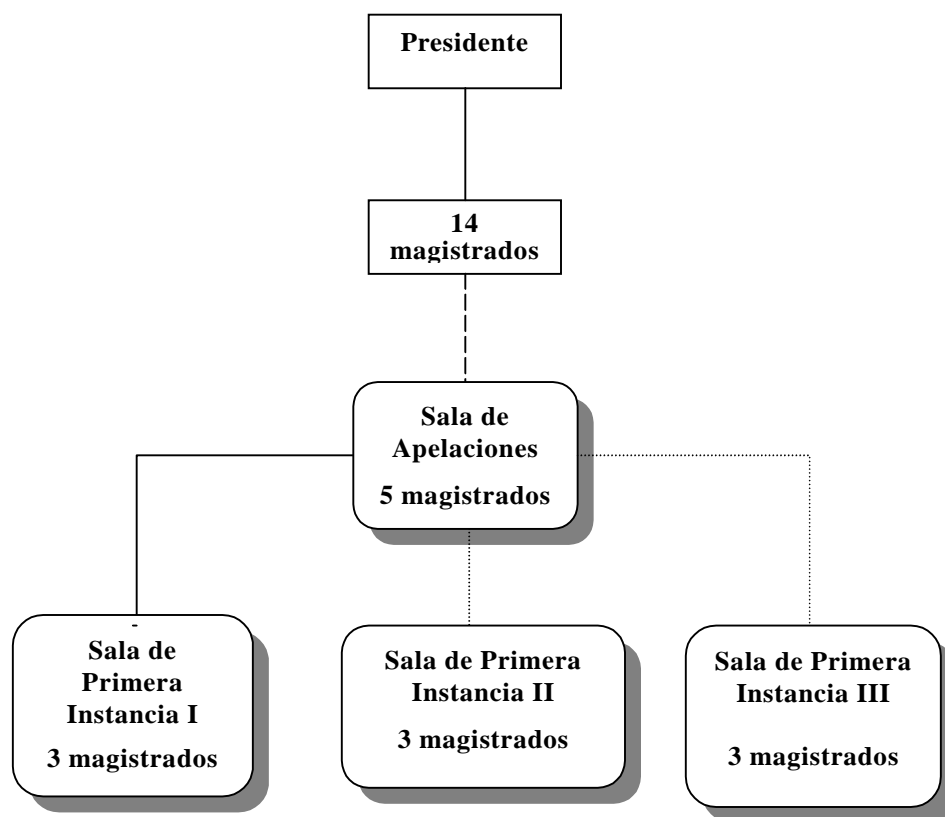 Presidente
14
magistrados
Sala de
Apelaciones
5 magistrados
Sala de
Primera
Instancia I
3 magistrados
Sala de Primera
Instancia II
3 magistrados
Sala de Primera
Instancia III
3 magistrados